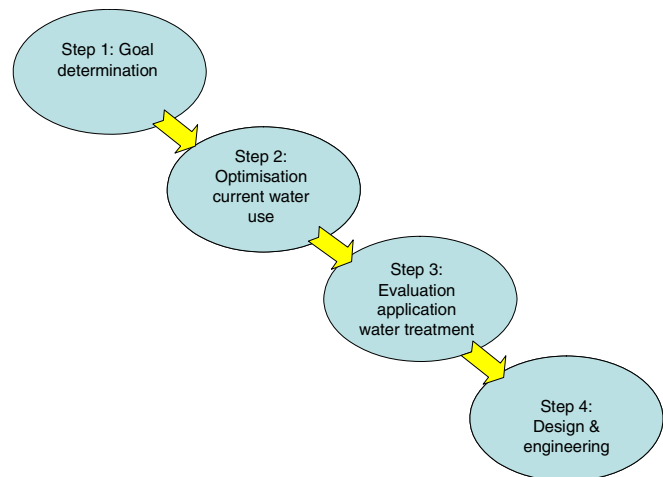 Step 1: Goal
determination
Step 2:
Optimisation
current water
use
Step 3:
Evaluation
application
water treatment
Step 4:
Design &
engineering